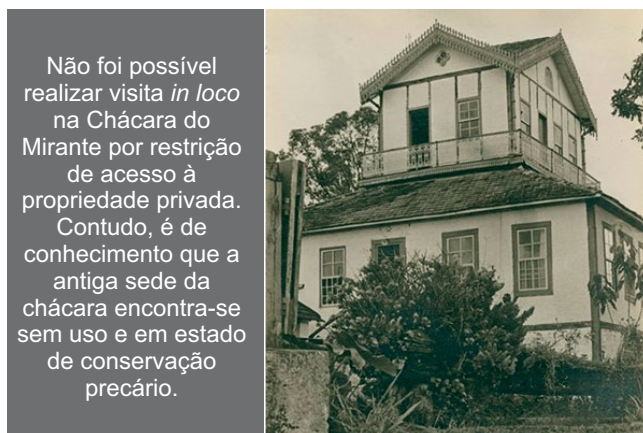 Não foi possível
realizar visita in loco
na Chácara do
Mirante por restrição
de acesso à
propriedade privada.
Contudo, é de
conhecimento que a
antiga sede da
chácara encontra-se
sem uso e em estado
de conservação
precário.